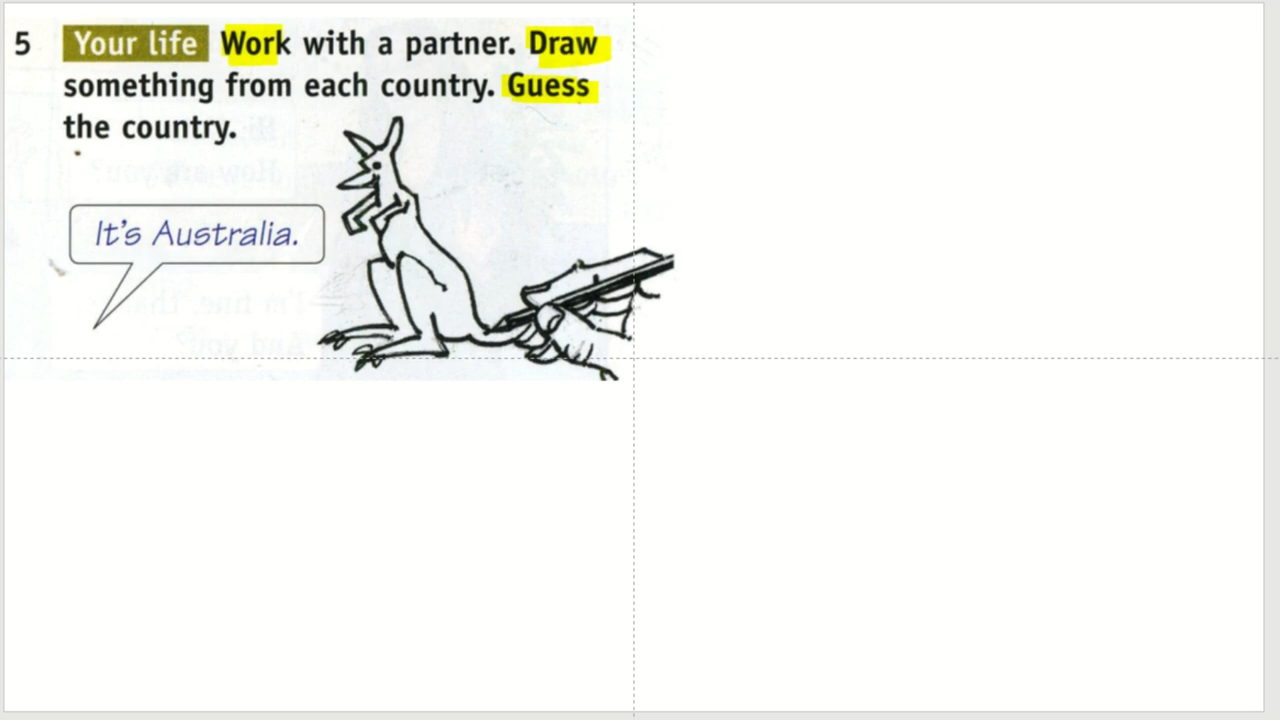 5 Your life Work with a partner. Draw
something from each country. Guess
the country.
It's Australia.